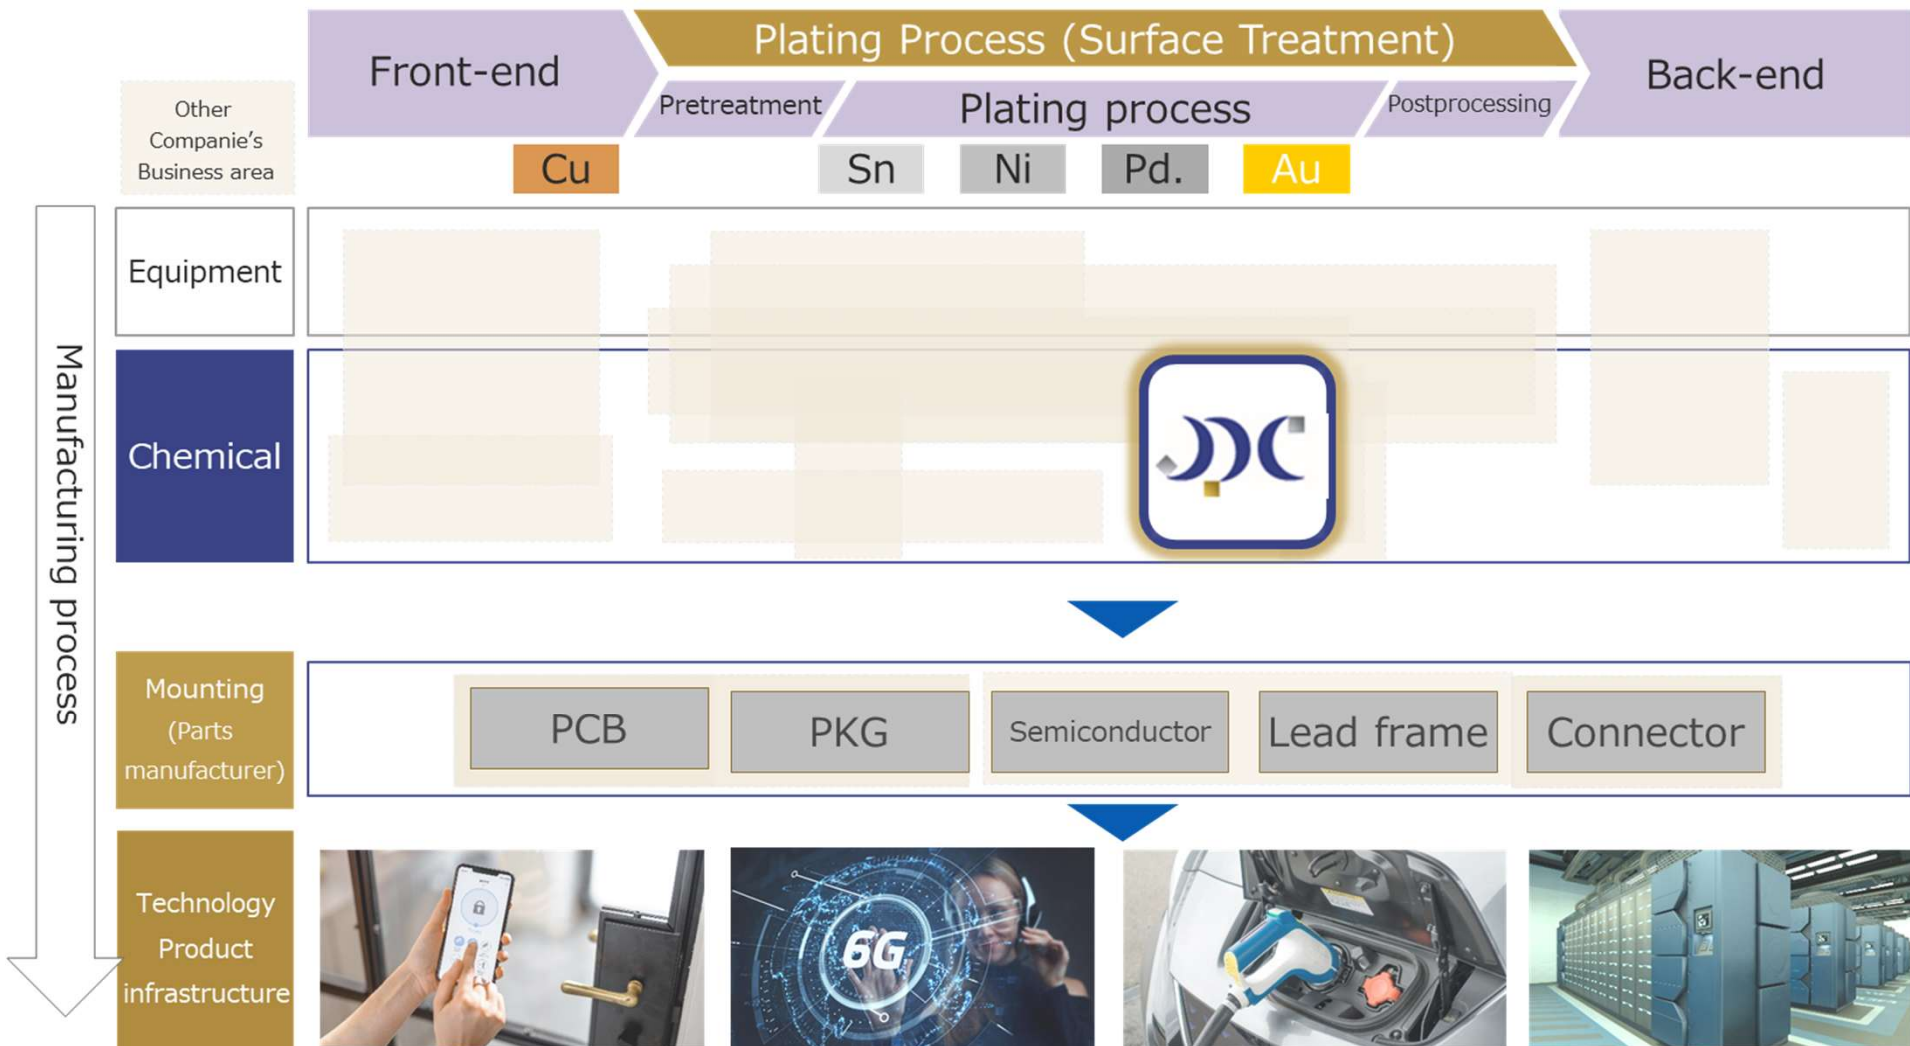 Plating Process (Surface Treatment)
Front-end
Back-end
Pretreatment
Plating process
Postprocessing
Other
Companie's
Business area
Cu
Sn
Ni
Pd.
Au
Manufacturing process
Equipment
Chemical
JPC
Mounting
(Parts
manufacturer)
PCB
PKG
Semiconductor
Lead frame
Connector
Technology
Product
infrastructure
6G